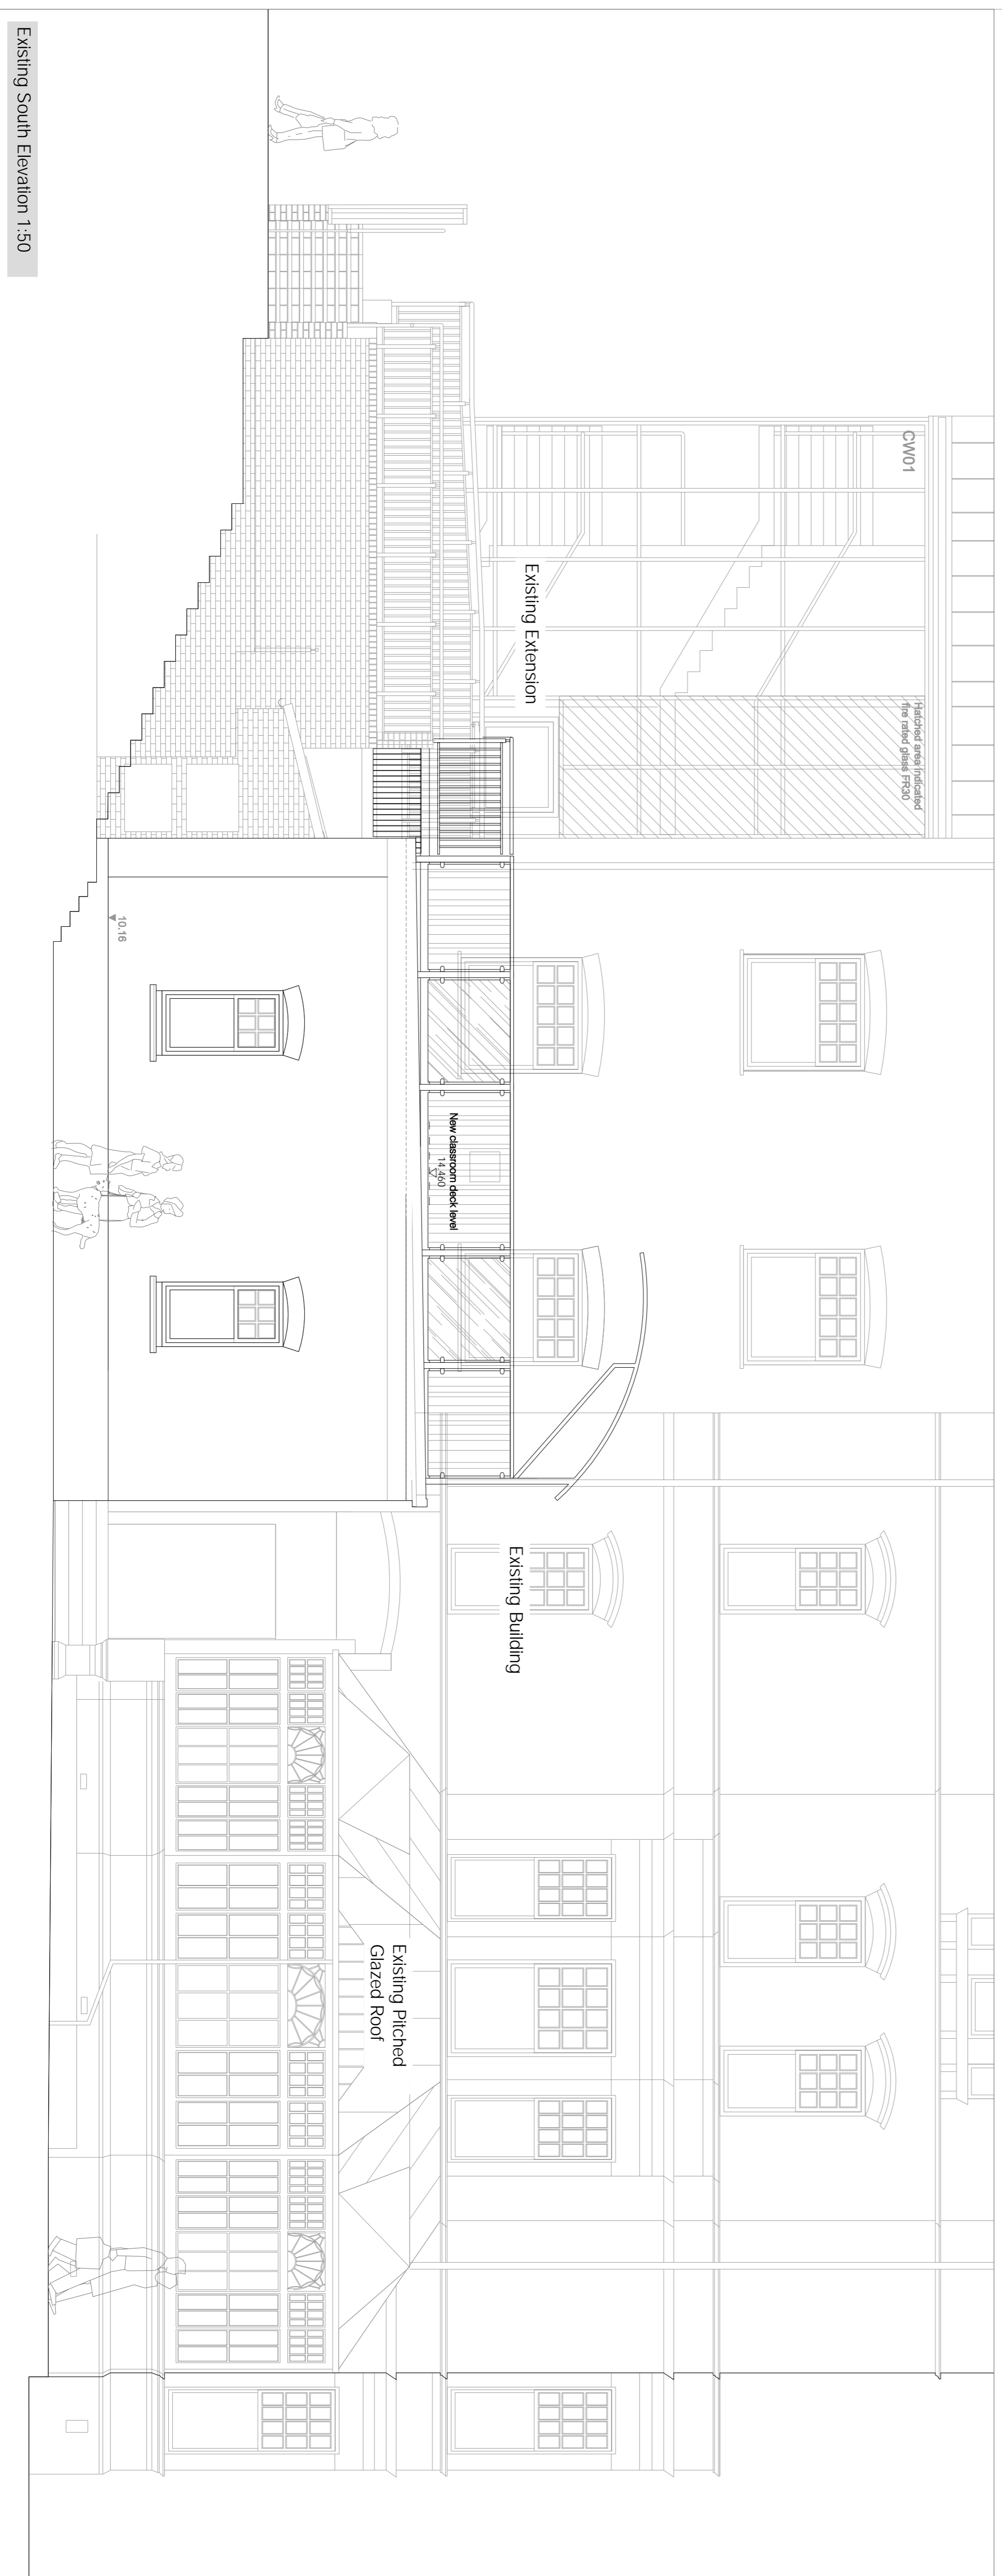 CW01
Hatched area indicated
fire rated glass FR30
Existing Extension
New classroom deck level
14.460
10.16
Existing Building
Existing Pitched
Glazed Roof
Existing South Elevation 1:50